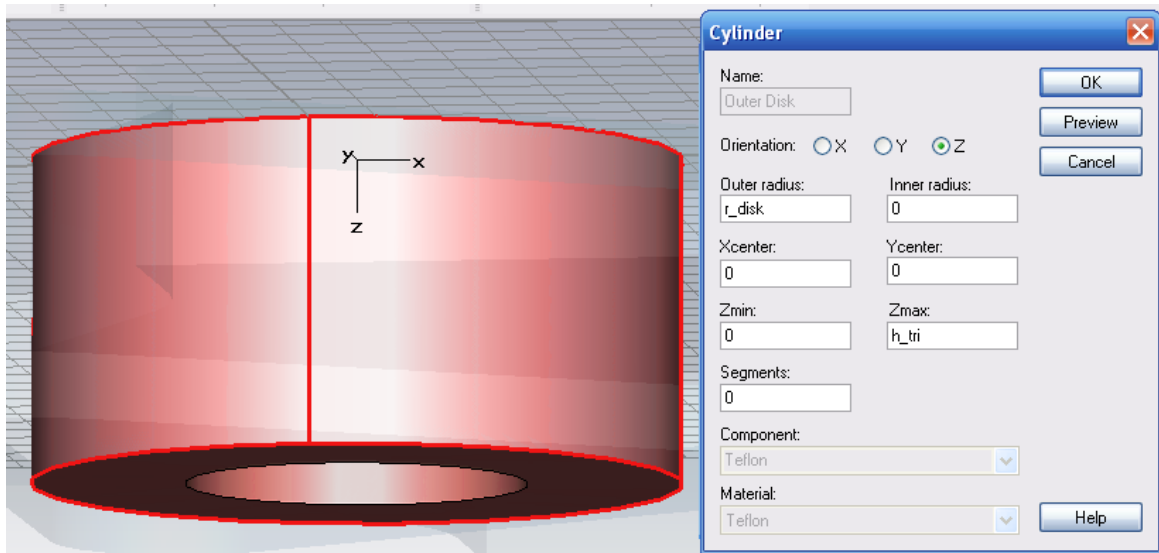 y x
z
Cylinder
Name:
OK
Outer Disk
Preview
Orientation: X Y Z
Cancel
Outer radius: Inner radius:
r_disk 0
Xcenter: Ycenter:
0 0
Zmin: Zmax:
0 h_tri
Segments:
0
Component:
Teflon
Material:
Teflon Help